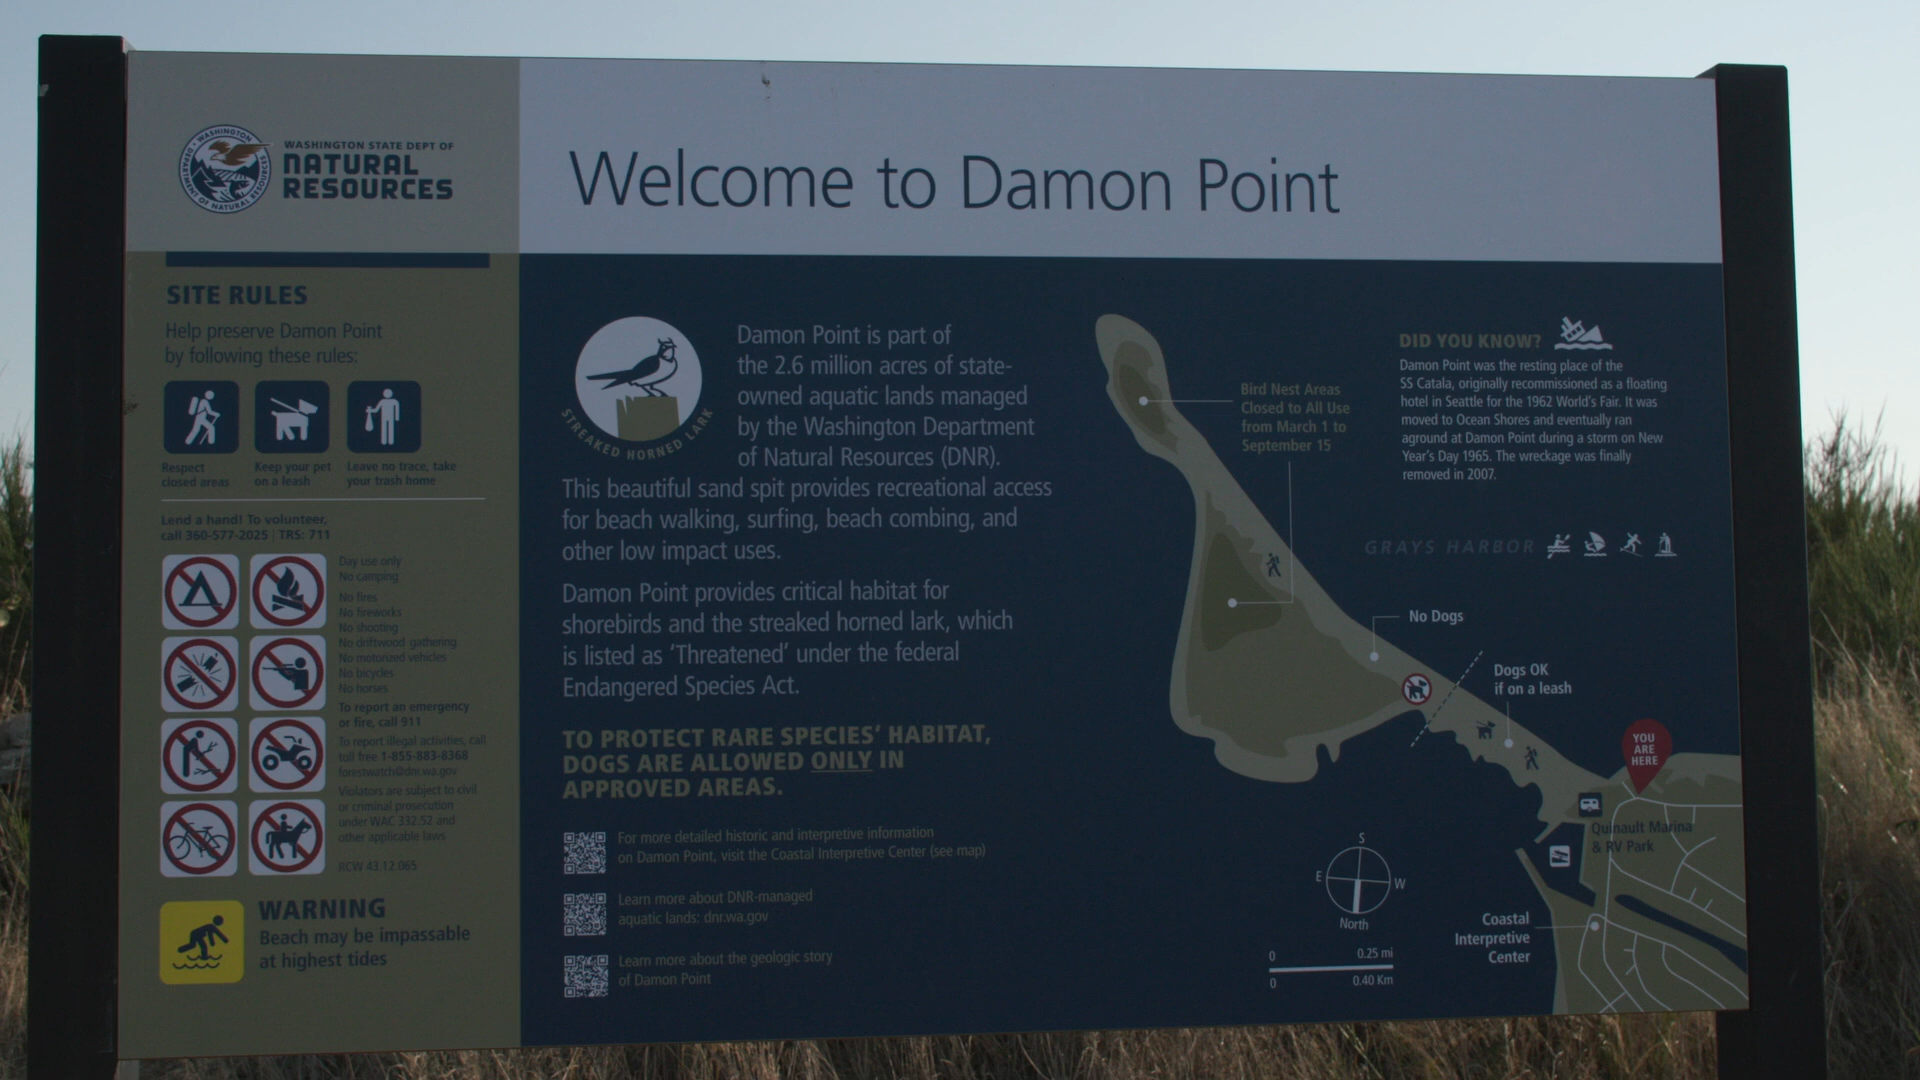 WASHINGTON STATE DEPT OF
NATURAL
RESOURCES
Welcome to Damon Point
SITE RULES
Help preserve Damon Point
by following these rules:
Respect
closed areas
Keep your pet
on a leash
Leave no trace, take
your trash home
Lend a hand! To volunteer,
call 360-577-2025 | TRS: 711
Day use only
No camping
No fires
No fireworks
No shooting
No driftwood gathering
No motorized vehicles
No bicycles
No horses
To report an emergency
or fire, call 911
To report illegal activities, call
toll free 1-855-883-8368
forestwatch@dnr.wa.gov
Violators are subject to civil
or criminal prosecution
under WAC 332.52 and
other applicable laws
RCW 43.12.065
WARNING
Beach may be impassable
at highest tides
STREAKED HORNED LARK
Damon Point is part of
the 2.6 million acres of state-
owned aquatic lands managed
by the Washington Department
of Natural Resources (DNR).
This beautiful sand spit provides recreational access
for beach walking, surfing, beach combing, and
other low impact uses.
Damon Point provides critical habitat for
shorebirds and the streaked horned lark, which
is listed as ‘Threatened’ under the federal
Endangered Species Act.
TO PROTECT RARE SPECIES’ HABITAT,
DOGS ARE ALLOWED ONLY IN
APPROVED AREAS.
For more detailed historic and interpretive information
on Damon Point, visit the Coastal Interpretive Center (see map)
Learn more about DNR-managed
aquatic lands: dnr.wa.gov
Learn more about the geologic story
of Damon Point
Bird Nest Areas
Closed to All Use
from March 1 to
September 15
DID YOU KNOW?
Damon Point was the resting place of the
SS Catala, originally recommissioned as a floating
hotel in Seattle for the 1962 World’s Fair. It was
moved to Ocean Shores and eventually ran
aground at Damon Point during a storm on New
Year’s Day 1965. The wreckage was finally
removed in 2007.
GRAYS HARBOR
No Dogs
Dogs OK
if on a leash
YOU
ARE
HERE
Quinault Marina
& RV Park
S
E
W
North
0
0.25 mi
0
0.40 Km
Coastal
Interpretive
Center